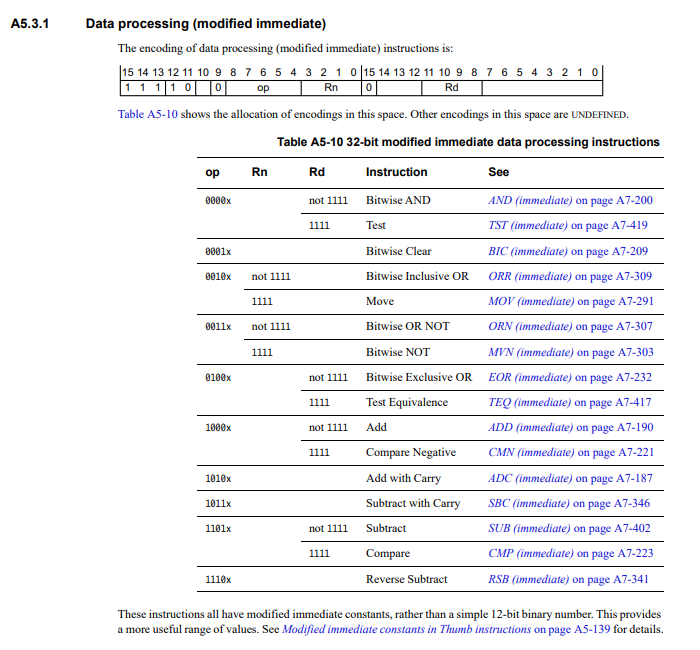 A5.3.1 Data processing (modified immediate)
The encoding of data processing (modified immediate) instructions is:
15 14 13 12 11 10 9 8 7 6 5 4 3 2 1 0 15 14 13 12 11 10 9 8 7 6 5 4 3 2 1 0
1 1 1 1 0 0 op Rn 0 Rd
Table A5-10 shows the allocation of encodings in this space. Other encodings in this space are UNDEFINED.
Table A5-10 32-bit modified immediate data processing instructions
op Rn Rd Instruction See
0000x not 1111 Bitwise AND AND (immediate) on page A7-200
1111 Test TST (immediate) on page A7-419
0001x Bitwise Clear BIC (immediate) on page A7-209
0010x not 1111 Bitwise Inclusive OR ORR (immediate) on page A7-309
1111 Move MOV (immediate) on page A7-291
0011x not 1111 Bitwise OR NOT ORN (immediate) on page A7-307
1111 Bitwise NOT MVN (immediate) on page A7-303
0100x not 1111 Bitwise Exclusive OR EOR (immediate) on page A7-232
1111 Test Equivalence TEQ (immediate) on page A7-417
1000x not 1111 Add ADD (immediate) on page A7-190
1111 Compare Negative CMN (immediate) on page A7-221
1010x Add with Carry ADC (immediate) on page A7-187
1011x Subtract with Carry SBC (immediate) on page A7-346
1101x not 1111 Subtract SUB (immediate) on page A7-402
1111 Compare CMP (immediate) on page A7-223
1110x Reverse Subtract RSB (immediate) on page A7-341
These instructions all have modified immediate constants, rather than a simple 12-bit binary number. This provides
a more useful range of values. See Modified immediate constants in Thumb instructions on page A5-139 for details.